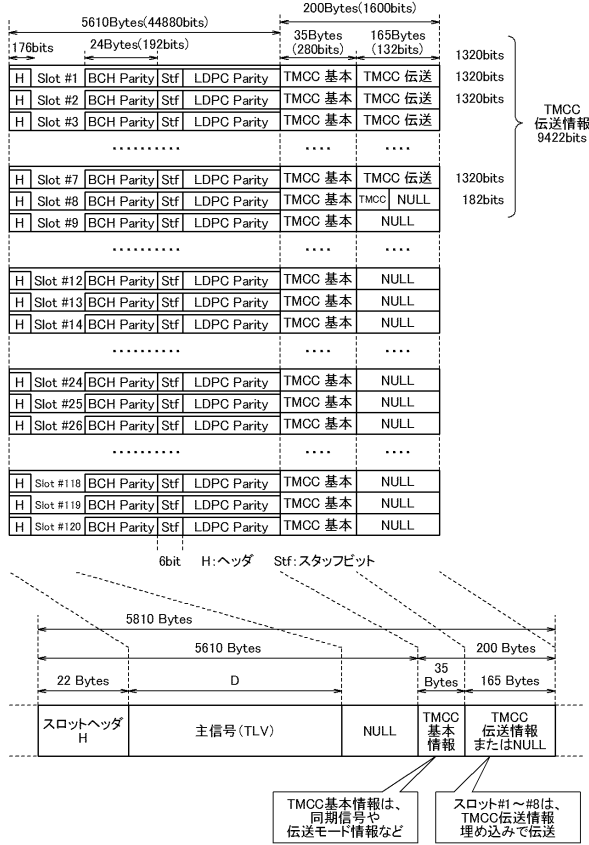 5610Bytes(44880bits)
200Bytes(1600bits)
176bits
24Bytes(192bits)
35Bytes
(280bits)
165Bytes
(132bits)
1320bits
H Slot #1 BCH Parity Stf LDPC Parity TMCC 基本 TMCC 伝送 1320bits
H Slot #2 BCH Parity Stf LDPC Parity TMCC 基本 TMCC 伝送 1320bits
H Slot #3 BCH Parity Stf LDPC Parity TMCC 基本 TMCC 伝送
TMCC
伝送情報
9422bits
H Slot #7 BCH Parity Stf LDPC Parity TMCC 基本 TMCC 伝送 1320bits
H Slot #8 BCH Parity Stf LDPC Parity TMCC 基本 TMCC NULL 182bits
H Slot #9 BCH Parity Stf LDPC Parity TMCC 基本 NULL
H Slot #12 BCH Parity Stf LDPC Parity TMCC 基本 NULL
H Slot #13 BCH Parity Stf LDPC Parity TMCC 基本 NULL
H Slot #14 BCH Parity Stf LDPC Parity TMCC 基本 NULL
H Slot #24 BCH Parity Stf LDPC Parity TMCC 基本 NULL
H Slot #25 BCH Parity Stf LDPC Parity TMCC 基本 NULL
H Slot #26 BCH Parity Stf LDPC Parity TMCC 基本 NULL
H Slot #118 BCH Parity Stf LDPC Parity TMCC 基本 NULL
H Slot #119 BCH Parity Stf LDPC Parity TMCC 基本 NULL
H Slot #120 BCH Parity Stf LDPC Parity TMCC 基本 NULL
6bit H:ヘッダ Stf:スタッフビット
5810 Bytes
5610 Bytes
200 Bytes
22 Bytes
D
35
Bytes
165 Bytes
スロットヘッダ
H
主信号(TLV)
NULL
TMCC
基本
情報
TMCC
伝送情報
またはNULL
TMCC基本情報は、
同期信号や
伝送モード情報など
スロット#1~#8は、
TMCC伝送情報
埋め込みで伝送